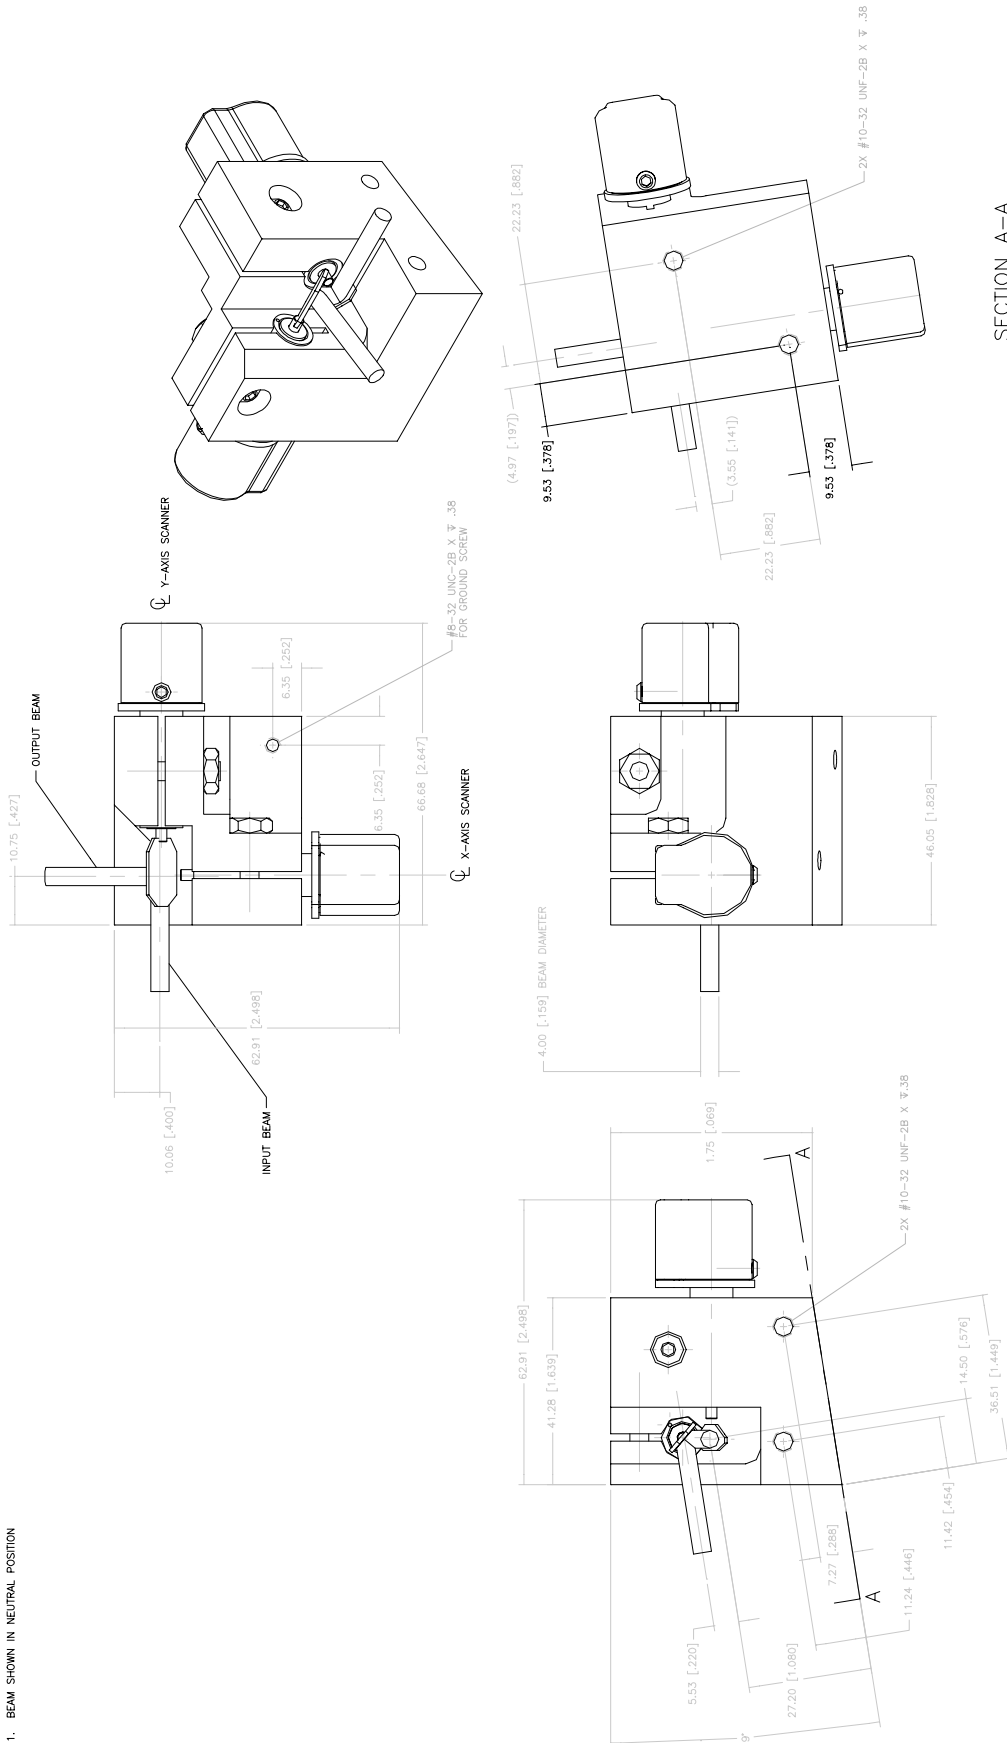 1. BEAM SHOWN IN NEUTRAL POSITION
10.75 [.427]
OUTPUT BEAM
℄ Y-AXIS SCANNER
10.06 [.400]
62.91 [2.498]
INPUT BEAM
6.35 [.252]
6.35 [.252]
66.68 [2.647]
℄ X-AXIS SCANNER
#8-32 UNC-2B X ↧ .38
FOR GROUND SCREW
62.91 [2.498]
41.28 [1.639]
1.75 [.069]
A
2X #10-32 UNF-2B X ↧.38
14.50 [.576]
36.51 [1.449]
11.42 [.454]
7.27 [.288]
11.24 [.446]
A
5.53 [.220]
27.20 [1.080]
9°
4.00 [.159] BEAM DIAMETER
46.05 [1.828]
22.23 [.882]
2X #10-32 UNF-2B X ↧ .38
(4.97 [.197])
9.53 [.378]
(3.55 [.141])
9.53 [.378]
22.23 [.882]
SECTION A-A